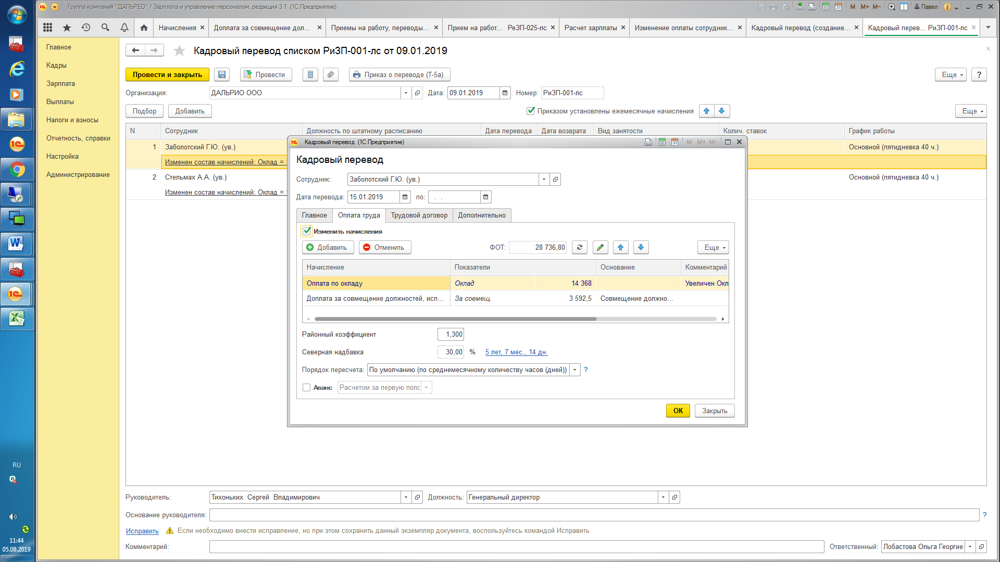 Группа компаний "ДАЛЬРЕО" / Зарплата и управление персоналом, редакция 3.1 (1С:Предприятие)
M M+ M- Павел
Начисления
Доплата за совмещение дол...
Приемы на работу, переводы...
Прием на работ... РеЗП-025-лс
Расчет зарплаты
Изменение оплаты сотрудник...
Кадровый перевод (создание...
Кадровый перев... РиЗП-001-лс
Главное
Кадры
Зарплата
Выплаты
Налоги и взносы
Отчетность, справки
Настройка
Администрирование
Кадровый перевод списком РиЗП-001-лс от 09.01.2019
Провести и закрыть Провести Приказ о переводе (Т-5а) Еще ?
Организация: ДАЛЬРИО ООО Дата: 09.01.2019 Номер: РиЗП-001-лс
Подбор Добавить Приказом установлены ежемесячные начисления Еще
N Сотрудник Должность по штатному расписанию Дата перевода Дата возврата Вид занятости Колич. ставок График работы
1 Заболотский Г.Ю. (ув.) Основной (пятидневка 40 ч.)
Изменен состав начислений: Оклад =
2 Стельмах А.А. (ув.) Основной (пятидневка 40 ч.)
Изменен состав начислений: Оклад =
Кадровый перевод (1С:Предприятие) M M+ M-
Кадровый перевод
Сотрудник: Заболотский Г.Ю. (ув.)
Дата перевода: 15.01.2019 по: . .
Главное Оплата труда Трудовой договор Дополнительно
Изменить начисления
Добавить Отменить ФОТ: 28 736,80 Еще
Начисление Показатели Основание Комментарий
Оплата по окладу Оклад 14 368 Увеличен Окл
Доплата за совмещение должностей, исп... За совмещ. 3 592,5 Совмещение должно...
Районный коэффициент 1,300
Северная надбавка 30,00 % 5 лет, 7 мес., 14 дн.
Порядок пересчета: По умолчанию (по среднемесячному количеству часов (дней)) ?
Аванс Расчетом за первую полс
ОК Закрыть
Руководитель: Тихоньких Сергей Владимирович Должность: Генеральный директор
Основание руководителя: ?
Исправить Если необходимо внести исправление, но при этом сохранить данный экземпляр документа, воспользуйтесь командой Исправить
Комментарий: Ответственный: Лобастова Ольга Георгие
RU
11:44
05.08.2019